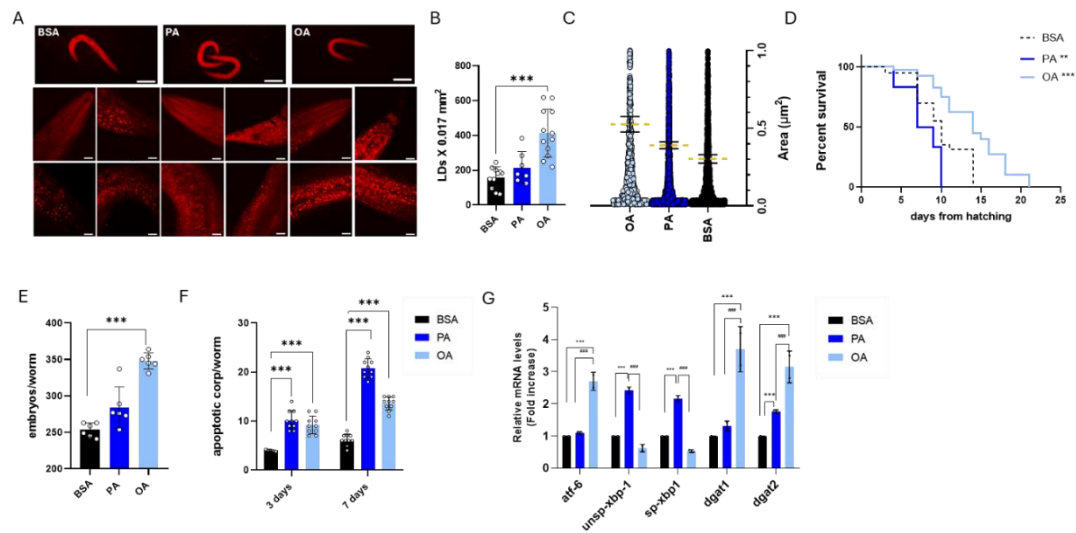 A
BSA
PA
OA
B
LDs X 0.017 mm²
800
600
400
200
0
***
BSA
PA
OA
C
1.0
0.5
0.0
Area (µm²)
OA
PA
BSA
D
BSA
PA **
OA ***
Percent survival
100
50
0
0
5
10
15
20
25
days from hatching
E
embryos/worm
400
350
300
250
200
***
BSA
PA
OA
F
apoptotic corp/worm
30
20
10
0
***
***
***
***
3 days
7 days
BSA
PA
OA
G
Relative mRNA levels
(Fold increase)
5
4
3
2
1
0
***
###
***
###
***
###
***
###
***
###
***
atf-6
unsp-xbp-1
sp-xbp1
dgat1
dgat2
BSA
PA
OA